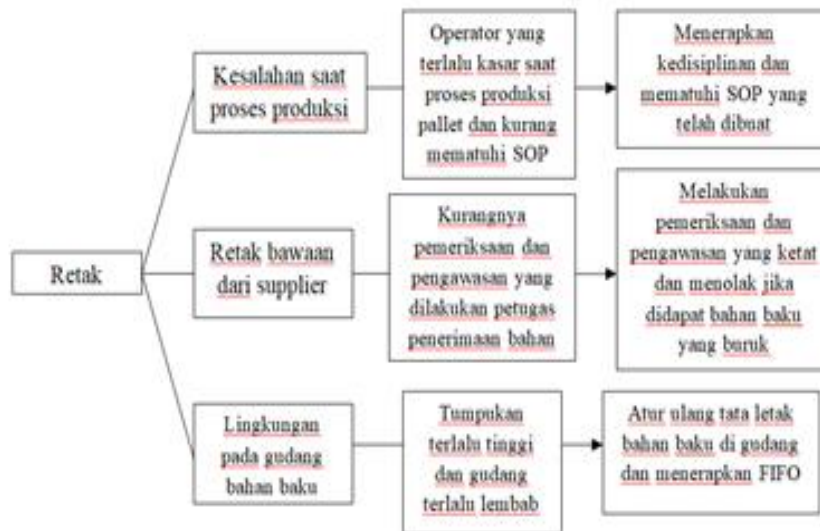 Retak
Kesalahan saat
proses produksi
Operator yang
terlalu kasar saat
proses produksi
pallet dan kurang
mematuhi SOP
Menerapkan
kedisiplinan dan
mematuhi SOP yang
telah dibuat
Retak bawaan
dari supplier
Kurangnya
pemeriksaan dan
pengawasan yang
dilakukan petugas
penerimaan bahan
Melakukan
pemeriksaan dan
pengawasan yang ketat
dan menolak jika
didapat bahan baku
yang buruk
Lingkungan
pada gudang
bahan baku
Tumpukan
terlalu tinggi
dan gudang
terlalu lembab
Atur ulang tata letak
bahan baku di gudang
dan menerapkan FIFO